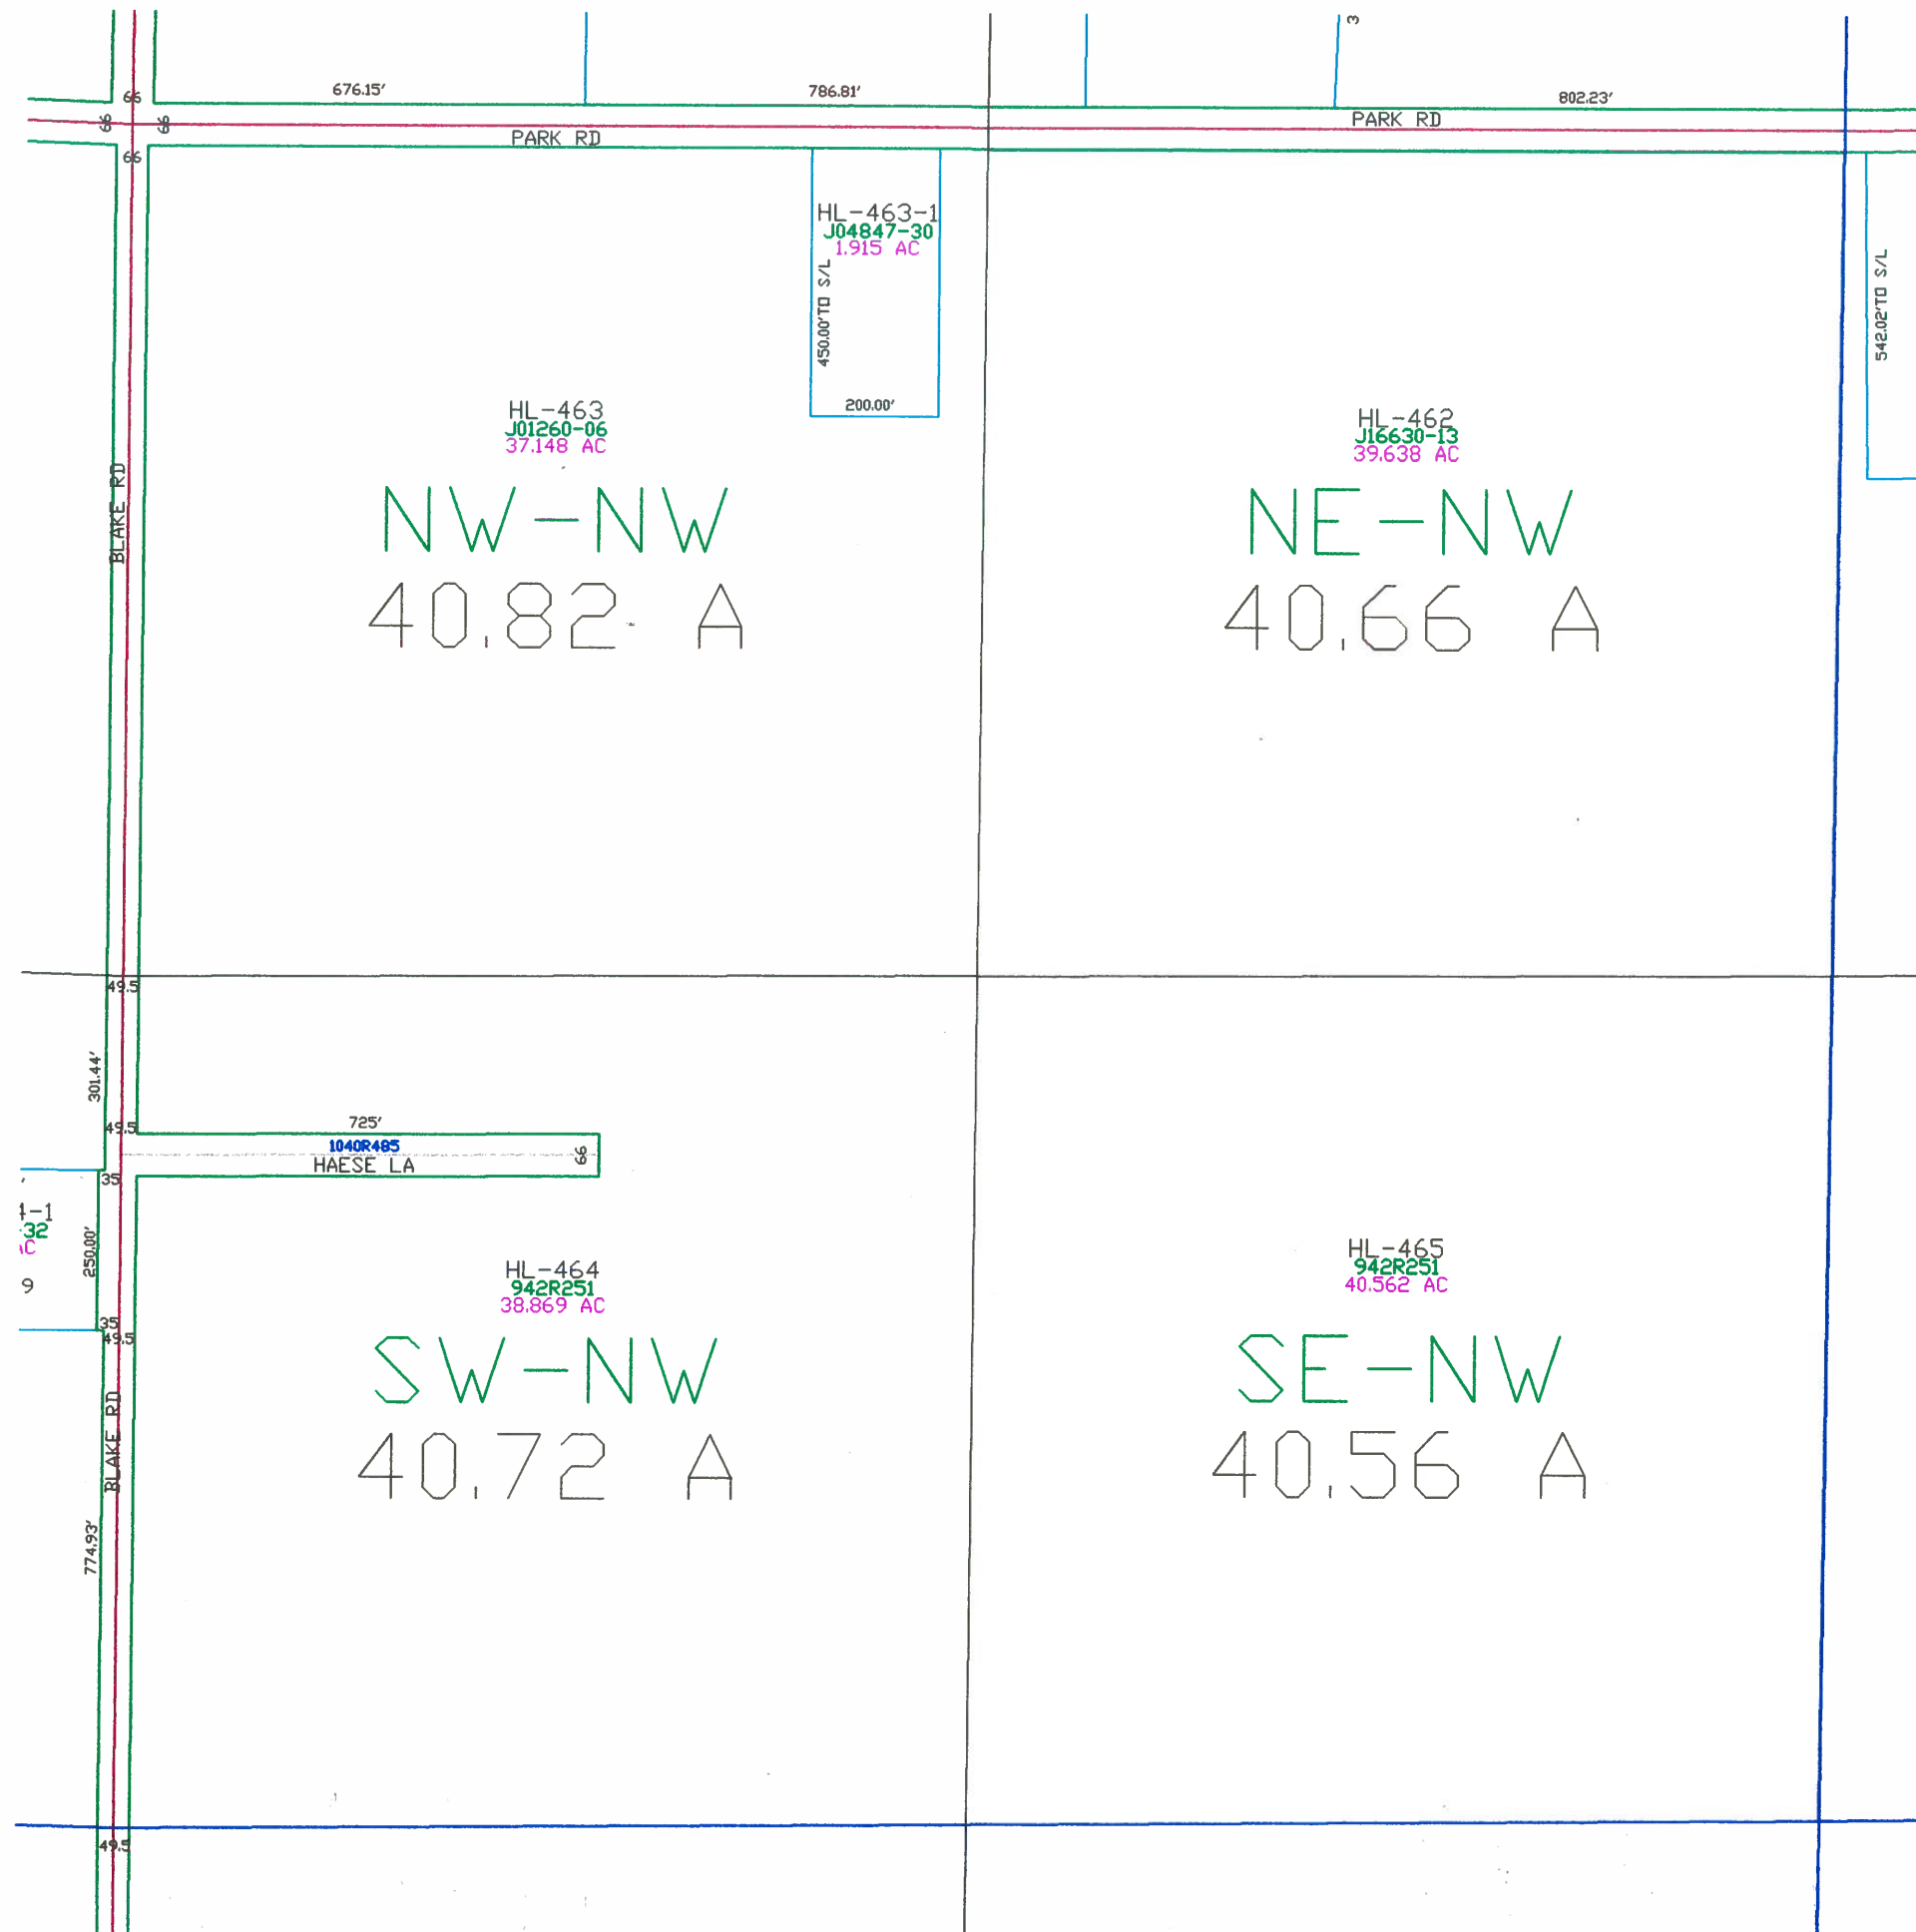 3
676.15'
786.81'
802.23'
66
66
66
66
PARK RD
PARK RD
HL-463-1
J04847-30
1.915 AC
450.00'TO S/L
200.00'
542.02'TO S/L
HL-463
J01260-06
37.148 AC
NW-NW
40.82 A
HL-462
J16630-13
39.638 AC
NE-NW
40.66 A
BLAKE RD
49.5
301.44'
49.5
725'
1040R485
HAESE LA
66
35
4-1
32
AC
9
250.00'
35
49.5
HL-464
942R251
38.869 AC
SW-NW
40.72 A
HL-465
942R251
40.562 AC
SE-NW
40.56 A
BLAKE RD
774.93'
49.5